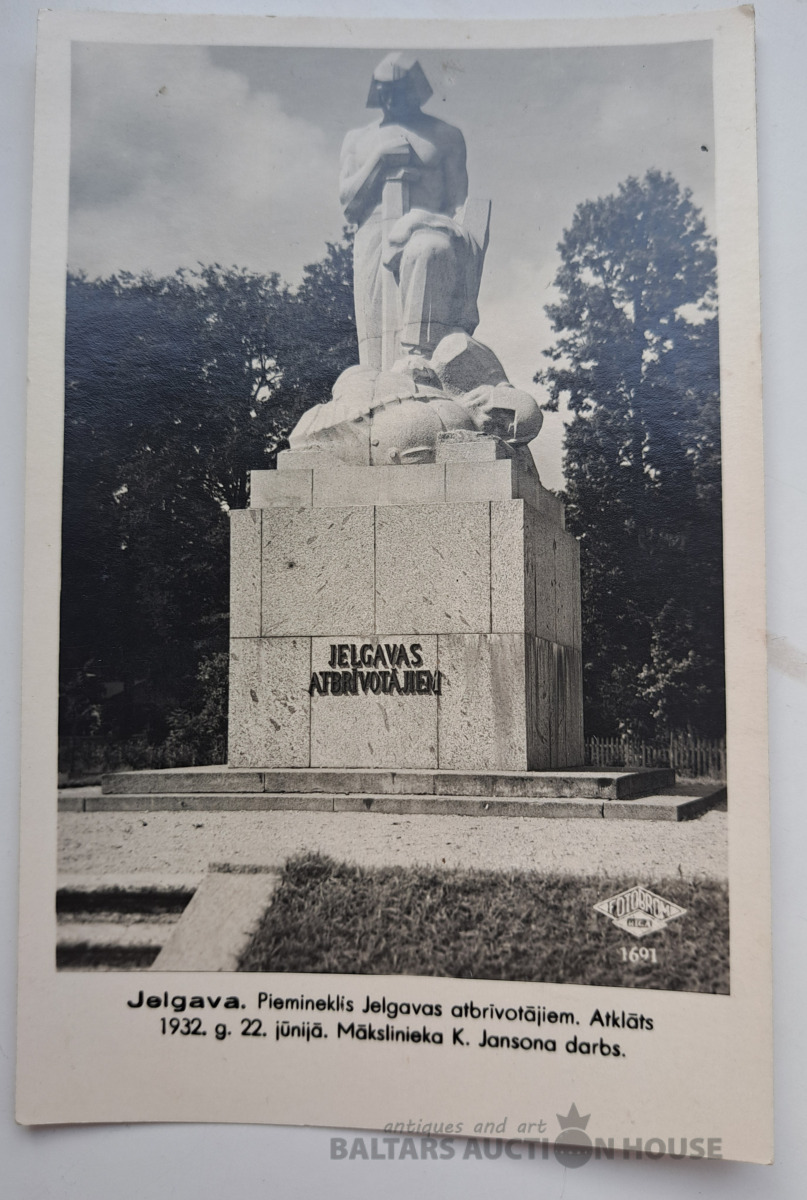 JELGAVAS
ATBRĪVOTĀJIEM
FOTOBROM
RĪGA
1691
Jelgava. Piemineklis Jelgavas atbrīvotājiem. Atklāts
1932. g. 22. jūnijā. Mākslinieka K. Jansona darbs.
antiques and art
BALTARS AUCTION HOUSE